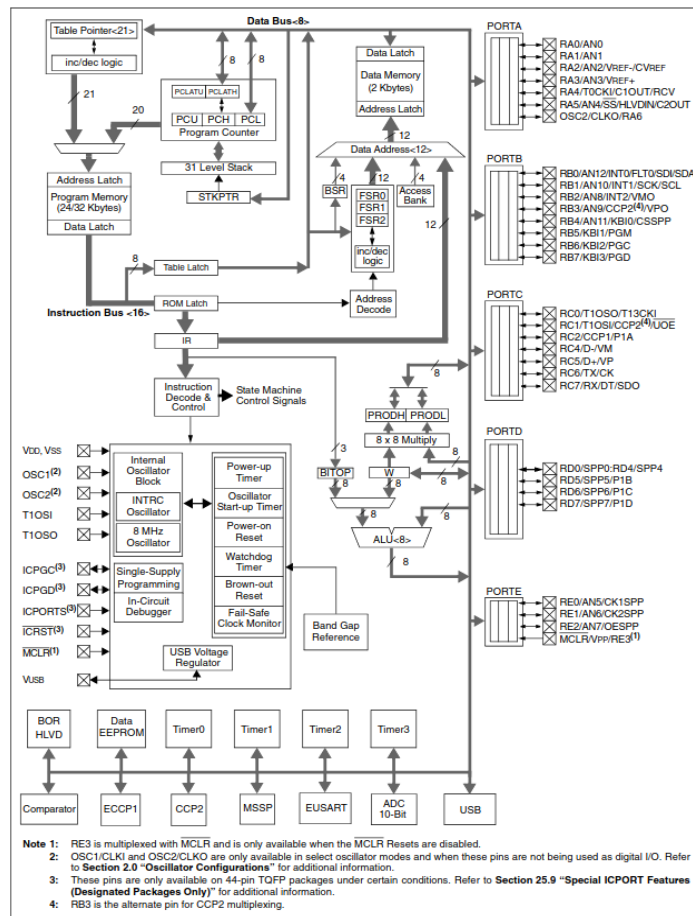 Data Bus<8>
Table Pointer<21>
inc/dec logic
21
20
8
8
PCLATU PCLATH
PCU PCH PCL
Program Counter
31 Level Stack
STKPTR
Data Latch
Data Memory
(2 Kbytes)
Address Latch
12
Data Address<12>
4
12
4
BSR
FSR0
FSR1
FSR2
inc/dec
logic
Access
Bank
12
Address
Decode
Address Latch
Program Memory
(24/32 Kbytes)
Data Latch
8
Table Latch
ROM Latch
Instruction Bus <16>
IR
Instruction
Decode &
Control
State Machine
Control Signals
8
PRODH PRODL
8 x 8 Multiply
3
8
BITOP
W
8
8
8
8
8
ALU<8>
8
VDD, VSS
OSC1(2)
OSC2(2)
T1OSI
T1OSO
ICPGC(3)
ICPGD(3)
ICPORTS(3)
ICRST(3)
MCLR(1)
VUSB
Internal
Oscillator
Block
INTRC
Oscillator
8 MHz
Oscillator
Single-Supply
Programming
In-Circuit
Debugger
Power-up
Timer
Oscillator
Start-up Timer
Power-on
Reset
Watchdog
Timer
Brown-out
Reset
Fail-Safe
Clock Monitor
Band Gap
Reference
USB Voltage
Regulator
PORTA
RA0/AN0
RA1/AN1
RA2/AN2/VREF-/CVREF
RA3/AN3/VREF+
RA4/T0CKI/C1OUT/RCV
RA5/AN4/SS/HLVDIN/C2OUT
OSC2/CLKO/RA6
PORTB
RB0/AN12/INT0/FLT0/SDI/SDA
RB1/AN10/INT1/SCK/SCL
RB2/AN8/INT2/VMO
RB3/AN9/CCP2(4)/VPO
RB4/AN11/KBI0/CSSPP
RB5/KBI1/PGM
RB6/KBI2/PGC
RB7/KBI3/PGD
PORTC
RC0/T1OSO/T13CKI
RC1/T1OSI/CCP2(4)/UOE
RC2/CCP1/P1A
RC4/D-/VM
RC5/D+/VP
RC6/TX/CK
RC7/RX/DT/SDO
PORTD
RD0/SPP0:RD4/SPP4
RD5/SPP5/P1B
RD6/SPP6/P1C
RD7/SPP7/P1D
PORTE
RE0/AN5/CK1SPP
RE1/AN6/CK2SPP
RE2/AN7/OESPP
MCLR/VPP/RE3(1)
BOR
HLVD
Data
EEPROM
Timer0
Timer1
Timer2
Timer3
Comparator
ECCP1
CCP2
MSSP
EUSART
ADC
10-Bit
USB
Note 1: RE3 is multiplexed with MCLR and is only available when the MCLR Resets are disabled.
2: OSC1/CLKI and OSC2/CLKO are only available in select oscillator modes and when these pins are not being used as digital I/O. Refer
to Section 2.0 "Oscillator Configurations" for additional information.
3: These pins are only available on 44-pin TQFP packages under certain conditions. Refer to Section 25.9 "Special ICPORT Features
(Designated Packages Only)" for additional information.
4: RB3 is the alternate pin for CCP2 multiplexing.